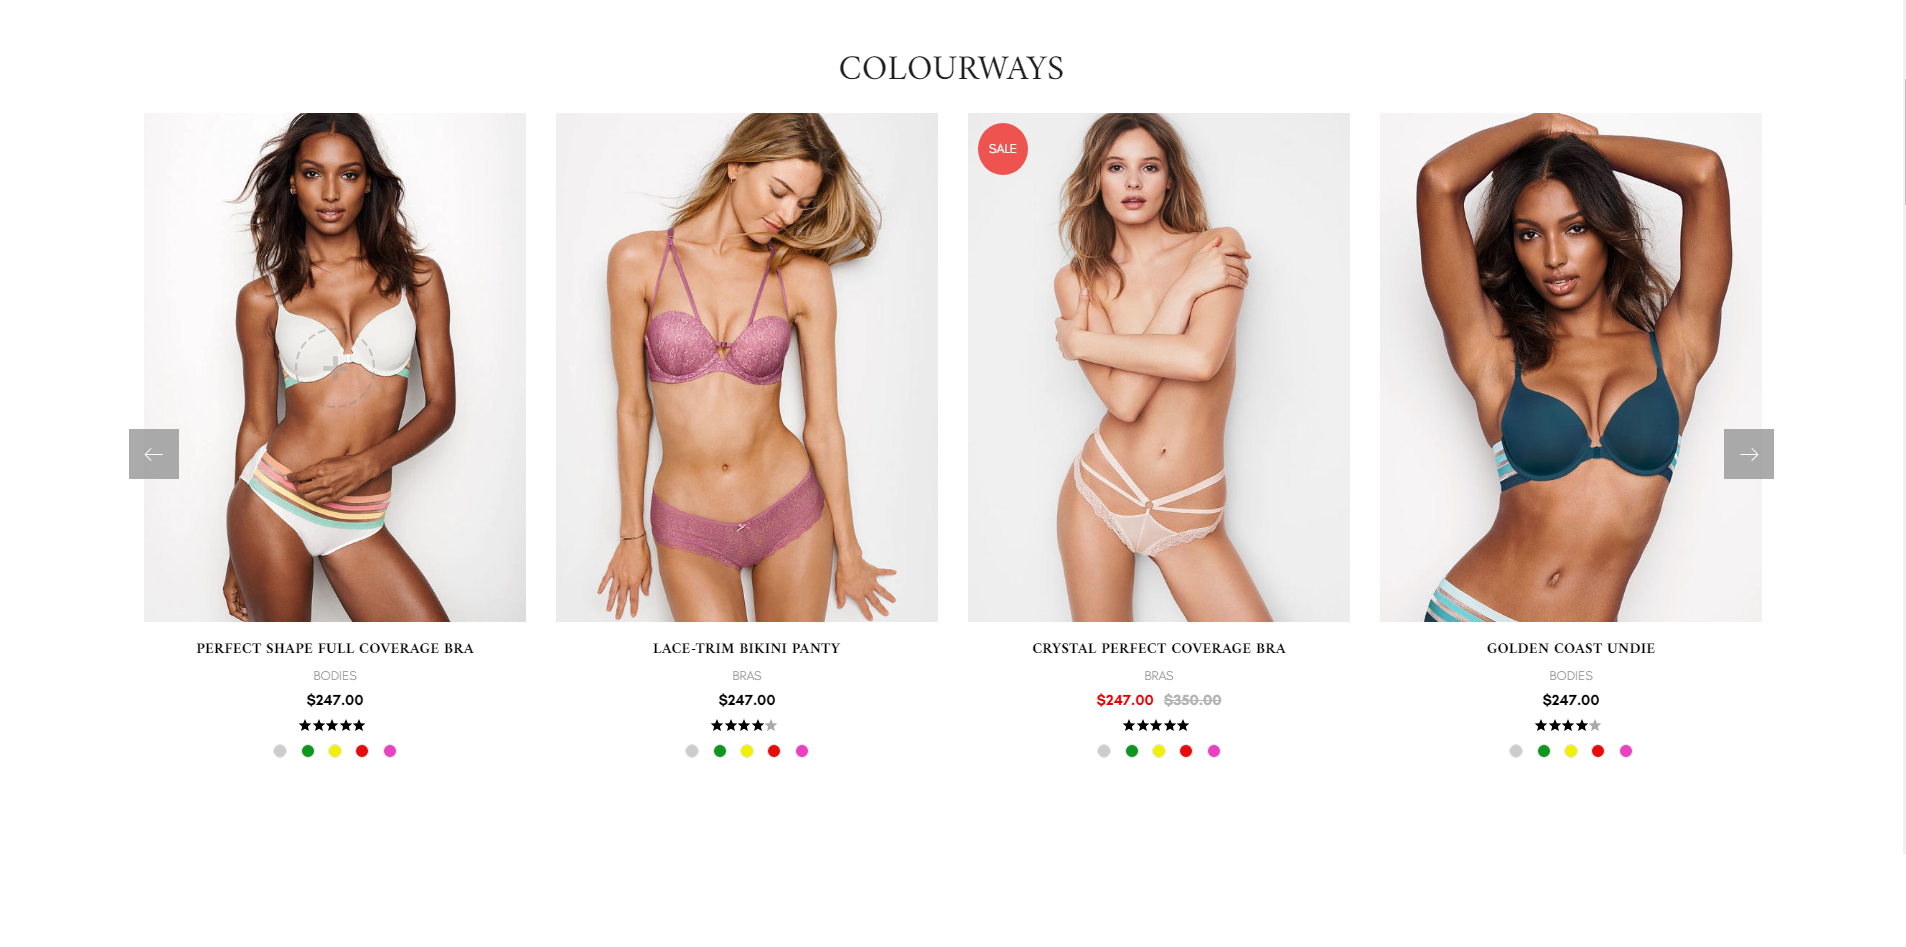 COLOURWAYS
SALE
PERFECT SHAPE FULL COVERAGE BRA
BODIES
$247.00
LACE-TRIM BIKINI PANTY
BRAS
$247.00
CRYSTAL PERFECT COVERAGE BRA
BRAS
$247.00 $350.00
GOLDEN COAST UNDIE
BODIES
$247.00